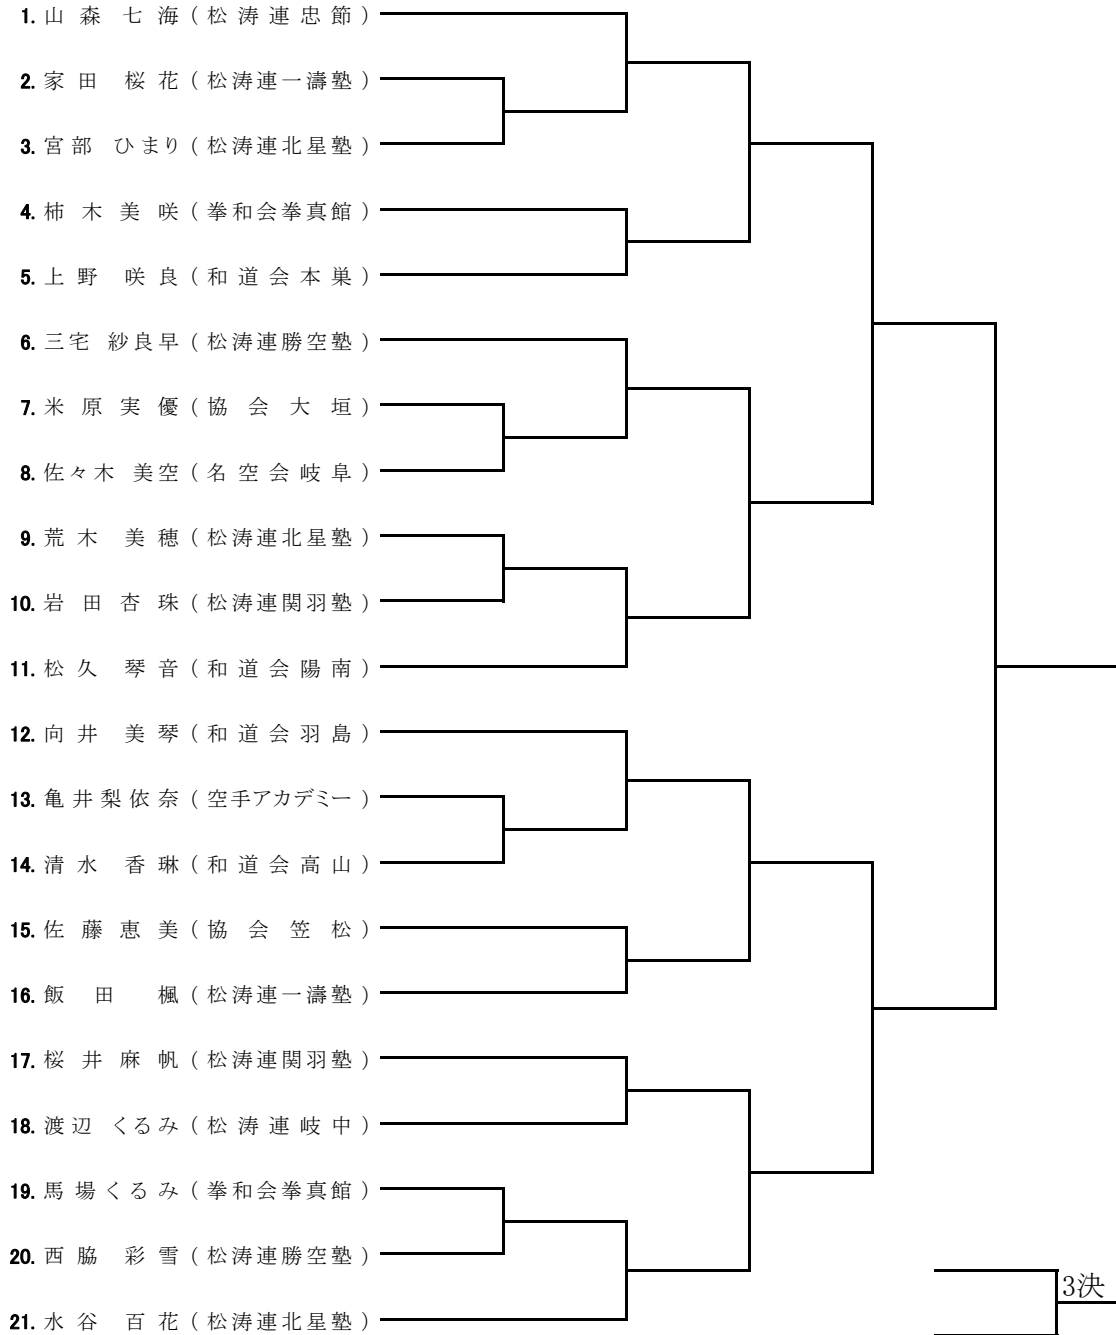 1. 山森七海(松涛連忠節)
2. 家田 桜花(松涛連一濤塾)
3. 宮部 ひまり(松涛連北星塾)
4. 柿木美咲(拳和会拳真館)
5. 上野 咲良(和道会本巣)
6. 三宅 紗良早(松涛連勝空塾)
7. 米原実優(協会大垣)
8. 佐々木 美空(名空会岐阜)
9. 荒木 美穂(松涛連北星塾)
10. 岩田杏珠(松涛連関羽塾)
11. 松久 琴音(和道会陽南)
12. 向井 美琴(和道会羽島)
13. 亀井梨依奈(空手アカデミー)
14. 清水 香琳(和道会高山)
15. 佐藤恵美(協会笠松)
16. 飯田 楓(松涛連一濤塾)
17. 桜井麻帆(松涛連関羽塾)
18. 渡辺 くるみ(松涛連岐中)
19. 馬場くるみ(拳和会拳真館)
20. 西脇 彩雪(松涛連勝空塾)
3決
21. 水谷 百花(松涛連北星塾)